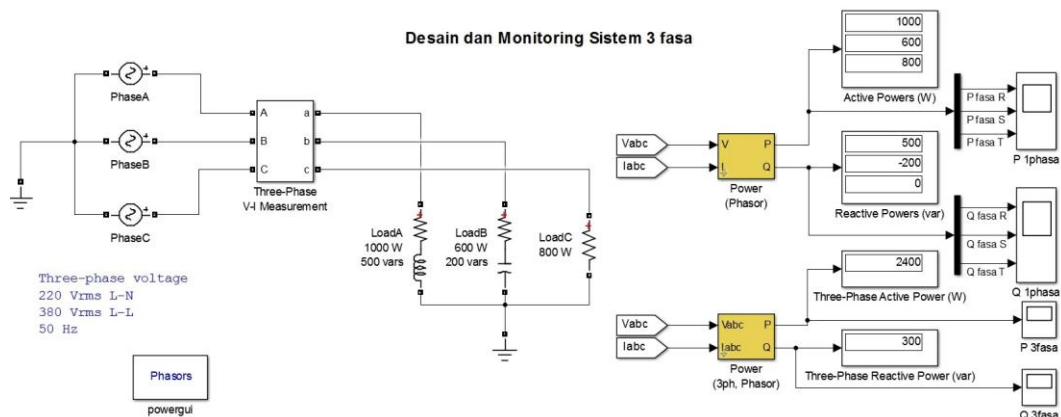 Desain dan Monitoring Sistem 3 fasa
PhaseA
PhaseB
PhaseC
A
B
C
a
b
c
Three-Phase
V-I Measurement
LoadA
1000 W
500 vars
LoadB
600 W
200 vars
LoadC
800 W
Three-phase voltage
220 Vrms L-N
380 Vrms L-L
50 Hz
Phasors
powergui
Vabc
Iabc
V
I
P
Q
Power
(Phasor)
1000
600
800
Active Powers (W)
P fasa R
P fasa S
P fasa T
P 1phasa
500
-200
0
Reactive Powers (var)
Q fasa R
Q fasa S
Q fasa T
Q 1phasa
2400
Three-Phase Active Power (W)
P 3fasa
Vabc
Iabc
Vabc
Iabc
P
Q
Power
(3ph, Phasor)
300
Three-Phase Reactive Power (var)
Q 3fasa